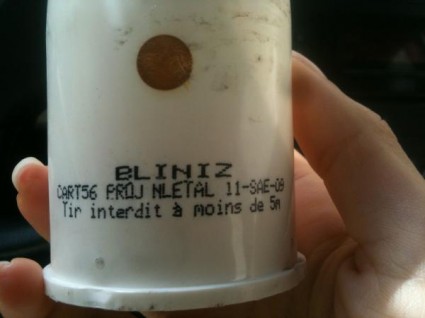 BLINIZ
CART56 PROJ NLETAL 11-SAE-09
Tir interdit à moins de 5m